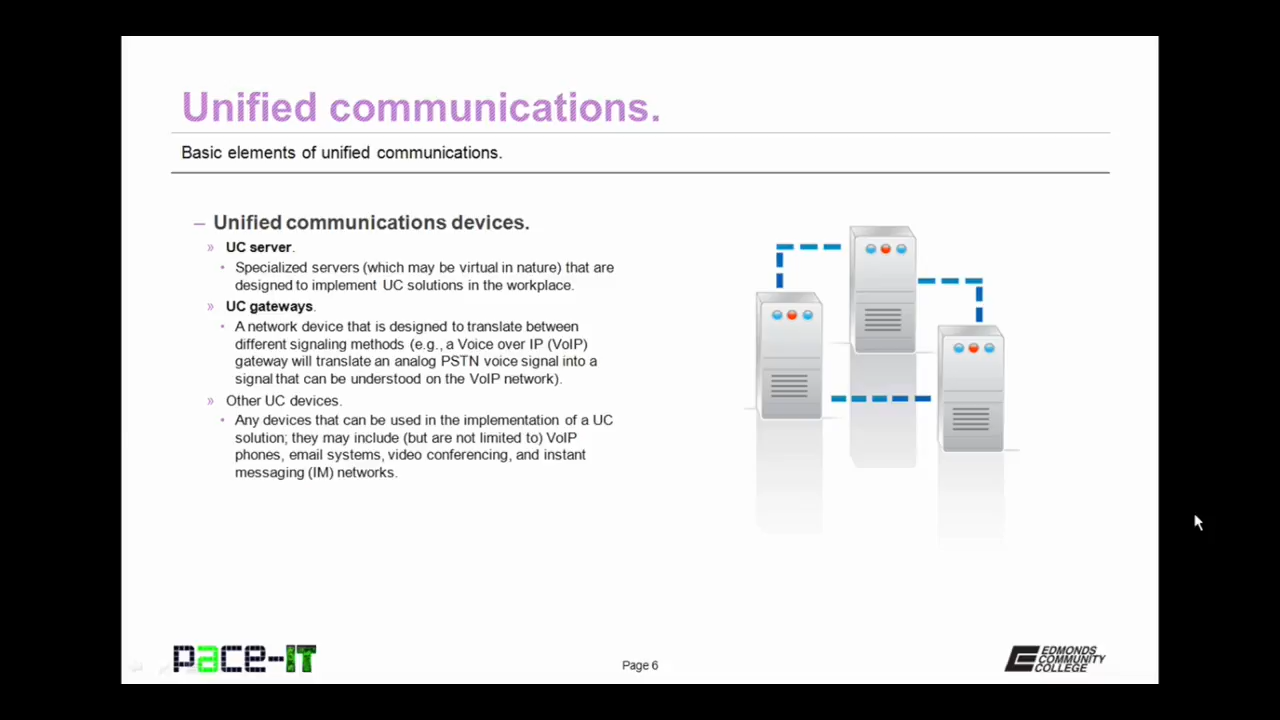 Unified communications.
Basic elements of unified communications.
– Unified communications devices.
» UC server.
• Specialized servers (which may be virtual in nature) that are
designed to implement UC solutions in the workplace.
» UC gateways.
• A network device that is designed to translate between
different signaling methods (e.g., a Voice over IP (VoIP)
gateway will translate an analog PSTN voice signal into a
signal that can be understood on the VoIP network).
» Other UC devices.
• Any devices that can be used in the implementation of a UC
solution; they may include (but are not limited to) VoIP
phones, email systems, video conferencing, and instant
messaging (IM) networks.
pace-IT
Page 6
EDMONDS
COMMUNITY
COLLEGE